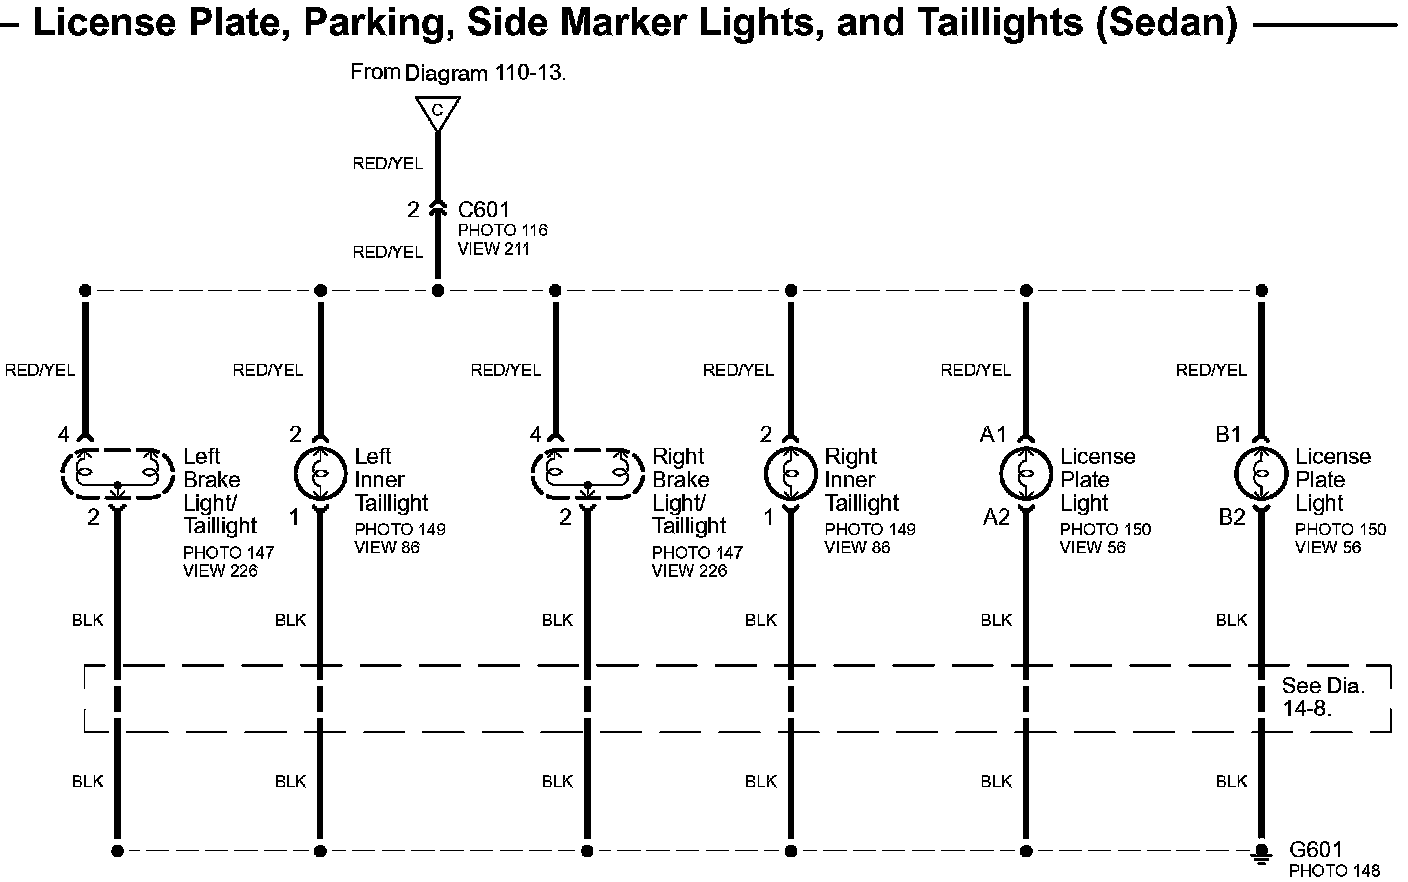 License Plate, Parking, Side Marker Lights, and Taillights (Sedan)
From Diagram 110-13.
C
RED/YEL
2 C601
PHOTO 116
VIEW 211
RED/YEL
RED/YEL RED/YEL RED/YEL RED/YEL RED/YEL RED/YEL
4 2 4 2 A1 B1
Left
Brake
Light/
Taillight
PHOTO 147
VIEW 226
Left
Inner
Taillight
PHOTO 149
VIEW 86
Right
Brake
Light/
Taillight
PHOTO 147
VIEW 226
Right
Inner
Taillight
PHOTO 149
VIEW 86
License
Plate
Light
PHOTO 150
VIEW 56
License
Plate
Light
PHOTO 150
VIEW 56
2 1 2 1 A2 B2
BLK BLK BLK BLK BLK BLK
See Dia.
14-8.
BLK BLK BLK BLK BLK BLK
G601
PHOTO 148